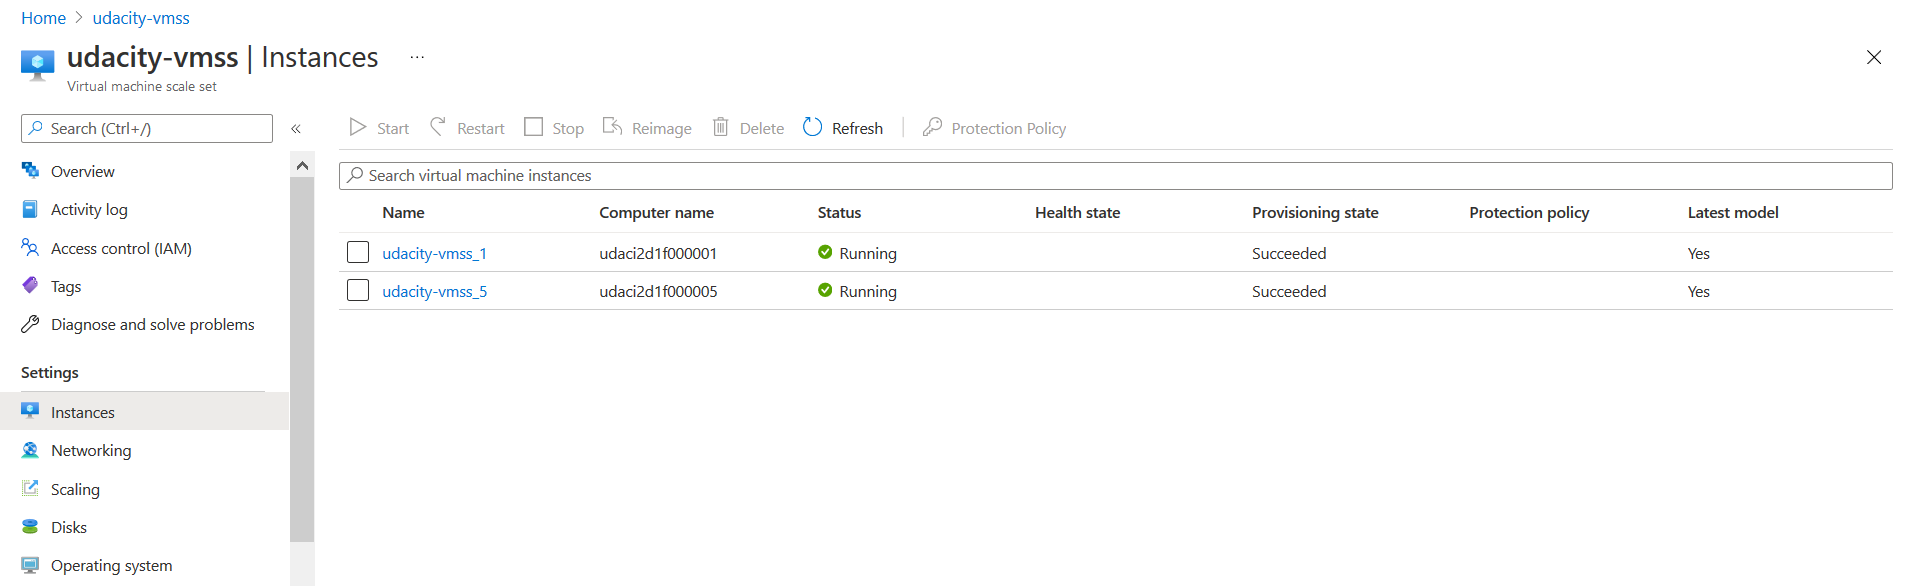 Home > udacity-vmss
udacity-vmss | Instances ...
Virtual machine scale set
Search (Ctrl+/)
«
Overview
Activity log
Access control (IAM)
Tags
Diagnose and solve problems
Settings
Instances
Networking
Scaling
Disks
Operating system
Start Restart Stop Reimage Delete Refresh Protection Policy
Search virtual machine instances
Name Computer name Status Health state Provisioning state Protection policy Latest model
udacity-vmss_1 udaci2d1f000001 Running Succeeded Yes
udacity-vmss_5 udaci2d1f000005 Running Succeeded Yes